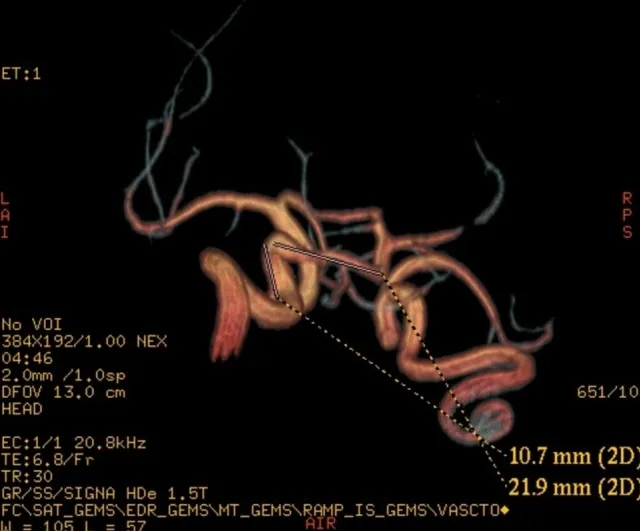 ET:1
L
A
I
R
P
S
No VOI
384X192/1.00 NEX
04:46
2.0mm /1.0sp
DFOV 13.0 cm
HEAD
651/10
EC:1/1 20.8kHz
TE:6.8/Fr
TR:30
GR/SS/SIGNA HDe 1.5T
FC\SAT_GEMS\EDR_GEMS\MT_GEMS\RAMP_IS_GEMS\VASCTO
W = 105 L = 57
AIR
10.7 mm (2D)
21.9 mm (2D)